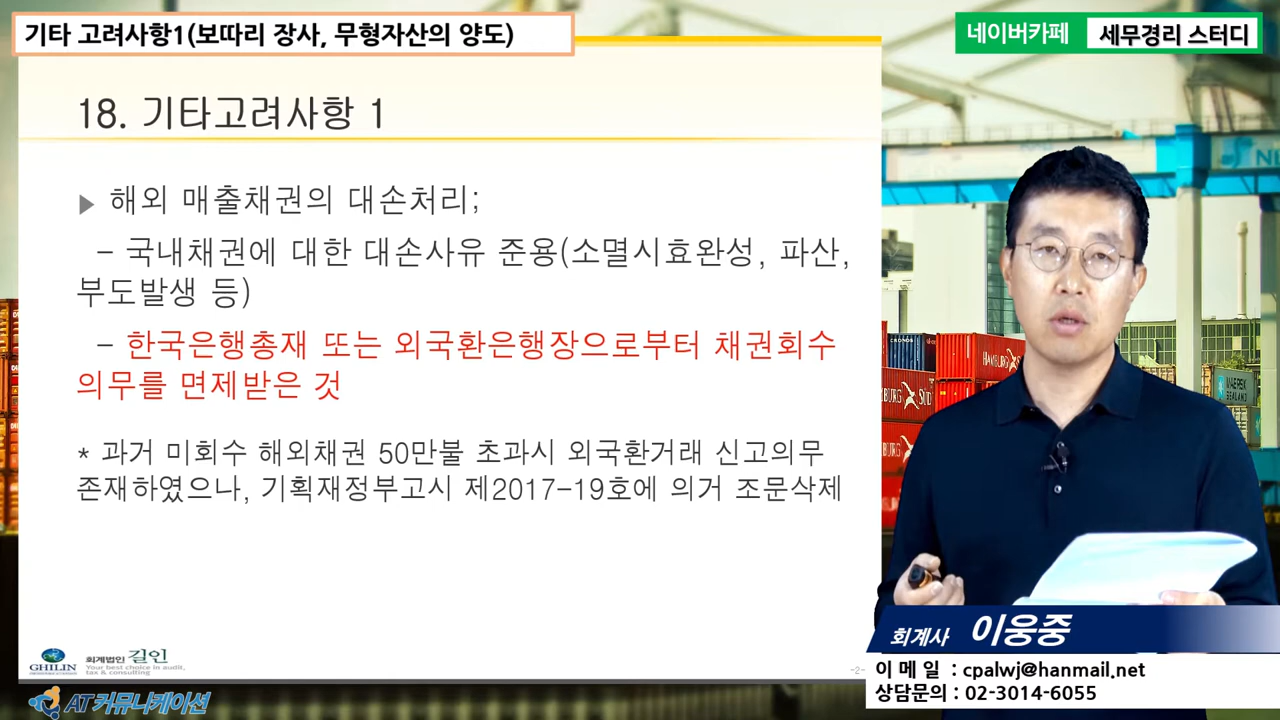 기타 고려사항1(보따리 장사, 무형자산의 양도)
네이버카페 세무경리 스터디
18. 기타고려사항 1
▶ 해외 매출채권의 대손처리;
– 국내채권에 대한 대손사유 준용(소멸시효완성, 파산,
부도발생 등)
– 한국은행총재 또는 외국환은행장으로부터 채권회수
의무를 면제받은 것
* 과거 미회수 해외채권 50만불 초과시 외국환거래 신고의무
존재하였으나, 기획재정부고시 제2017-19호에 의거 조문삭제
GHILIN 회계법인 길인
Your best choice in audit,
tax & consulting
-2-
AT커뮤니케이션
회계사 이웅중
이 메 일 : cpalwj@hanmail.net
상담문의 : 02-3014-6055